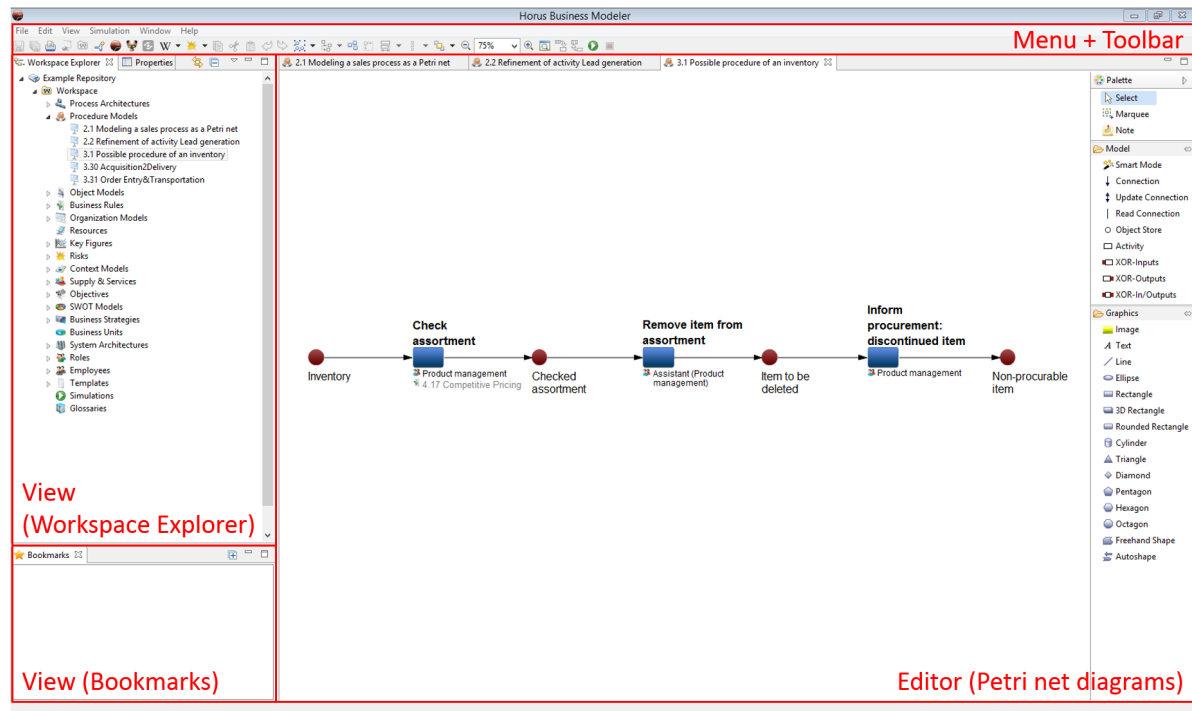 Horus Business Modeler
File Edit View Simulation Window Help
75%
Menu + Toolbar
Workspace Explorer
Properties
2.1 Modeling a sales process as a Petri net
2.2 Refinement of activity Lead generation
3.1 Possible procedure of an inventory
Example Repository
Workspace
Process Architectures
Procedure Models
2.1 Modeling a sales process as a Petri net
2.2 Refinement of activity Lead generation
3.1 Possible procedure of an inventory
3.30 Acquisition2Delivery
3.31 Order Entry&Transportation
Object Models
Business Rules
Organization Models
Resources
Key Figures
Risks
Context Models
Supply & Services
Objectives
SWOT Models
Business Strategies
Business Units
System Architectures
Roles
Employees
Templates
Simulations
Glossaries
View
(Workspace Explorer)
Bookmarks
View (Bookmarks)
Inventory
Check
assortment
Product management
4.17 Competitive Pricing
Checked
assortment
Remove item from
assortment
Assistant (Product
management)
Item to be
deleted
Inform
procurement:
discontinued item
Product management
Non-procurable
item
Palette
Select
Marquee
Note
Model
Smart Mode
Connection
Update Connection
Read Connection
Object Store
Activity
XOR-Inputs
XOR-Outputs
XOR-In/Outputs
Graphics
Image
Text
Line
Ellipse
Rectangle
3D Rectangle
Rounded Rectangle
Cylinder
Triangle
Diamond
Pentagon
Hexagon
Octagon
Freehand Shape
Autoshape
Editor (Petri net diagrams)